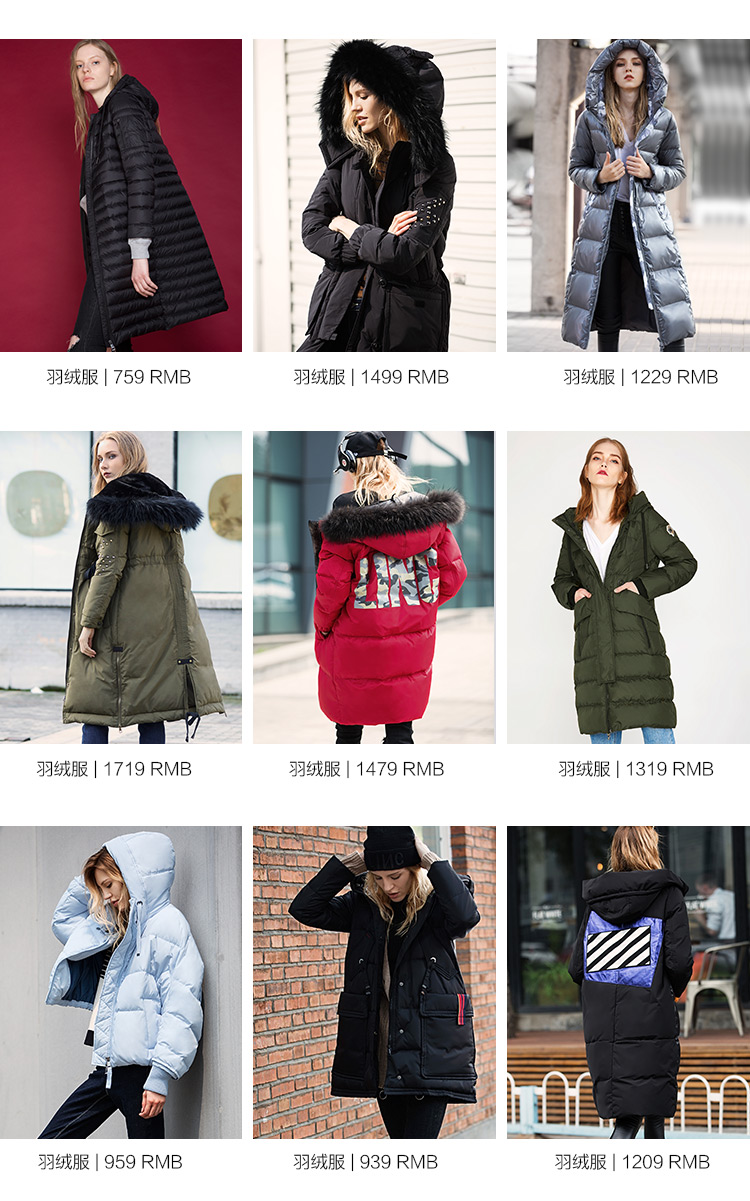 羽绒服 | 759 RMB
羽绒服 | 1499 RMB
羽绒服 | 1229 RMB
羽绒服 | 1719 RMB
羽绒服 | 1479 RMB
羽绒服 | 1319 RMB
羽绒服 | 959 RMB
羽绒服 | 939 RMB
羽绒服 | 1209 RMB